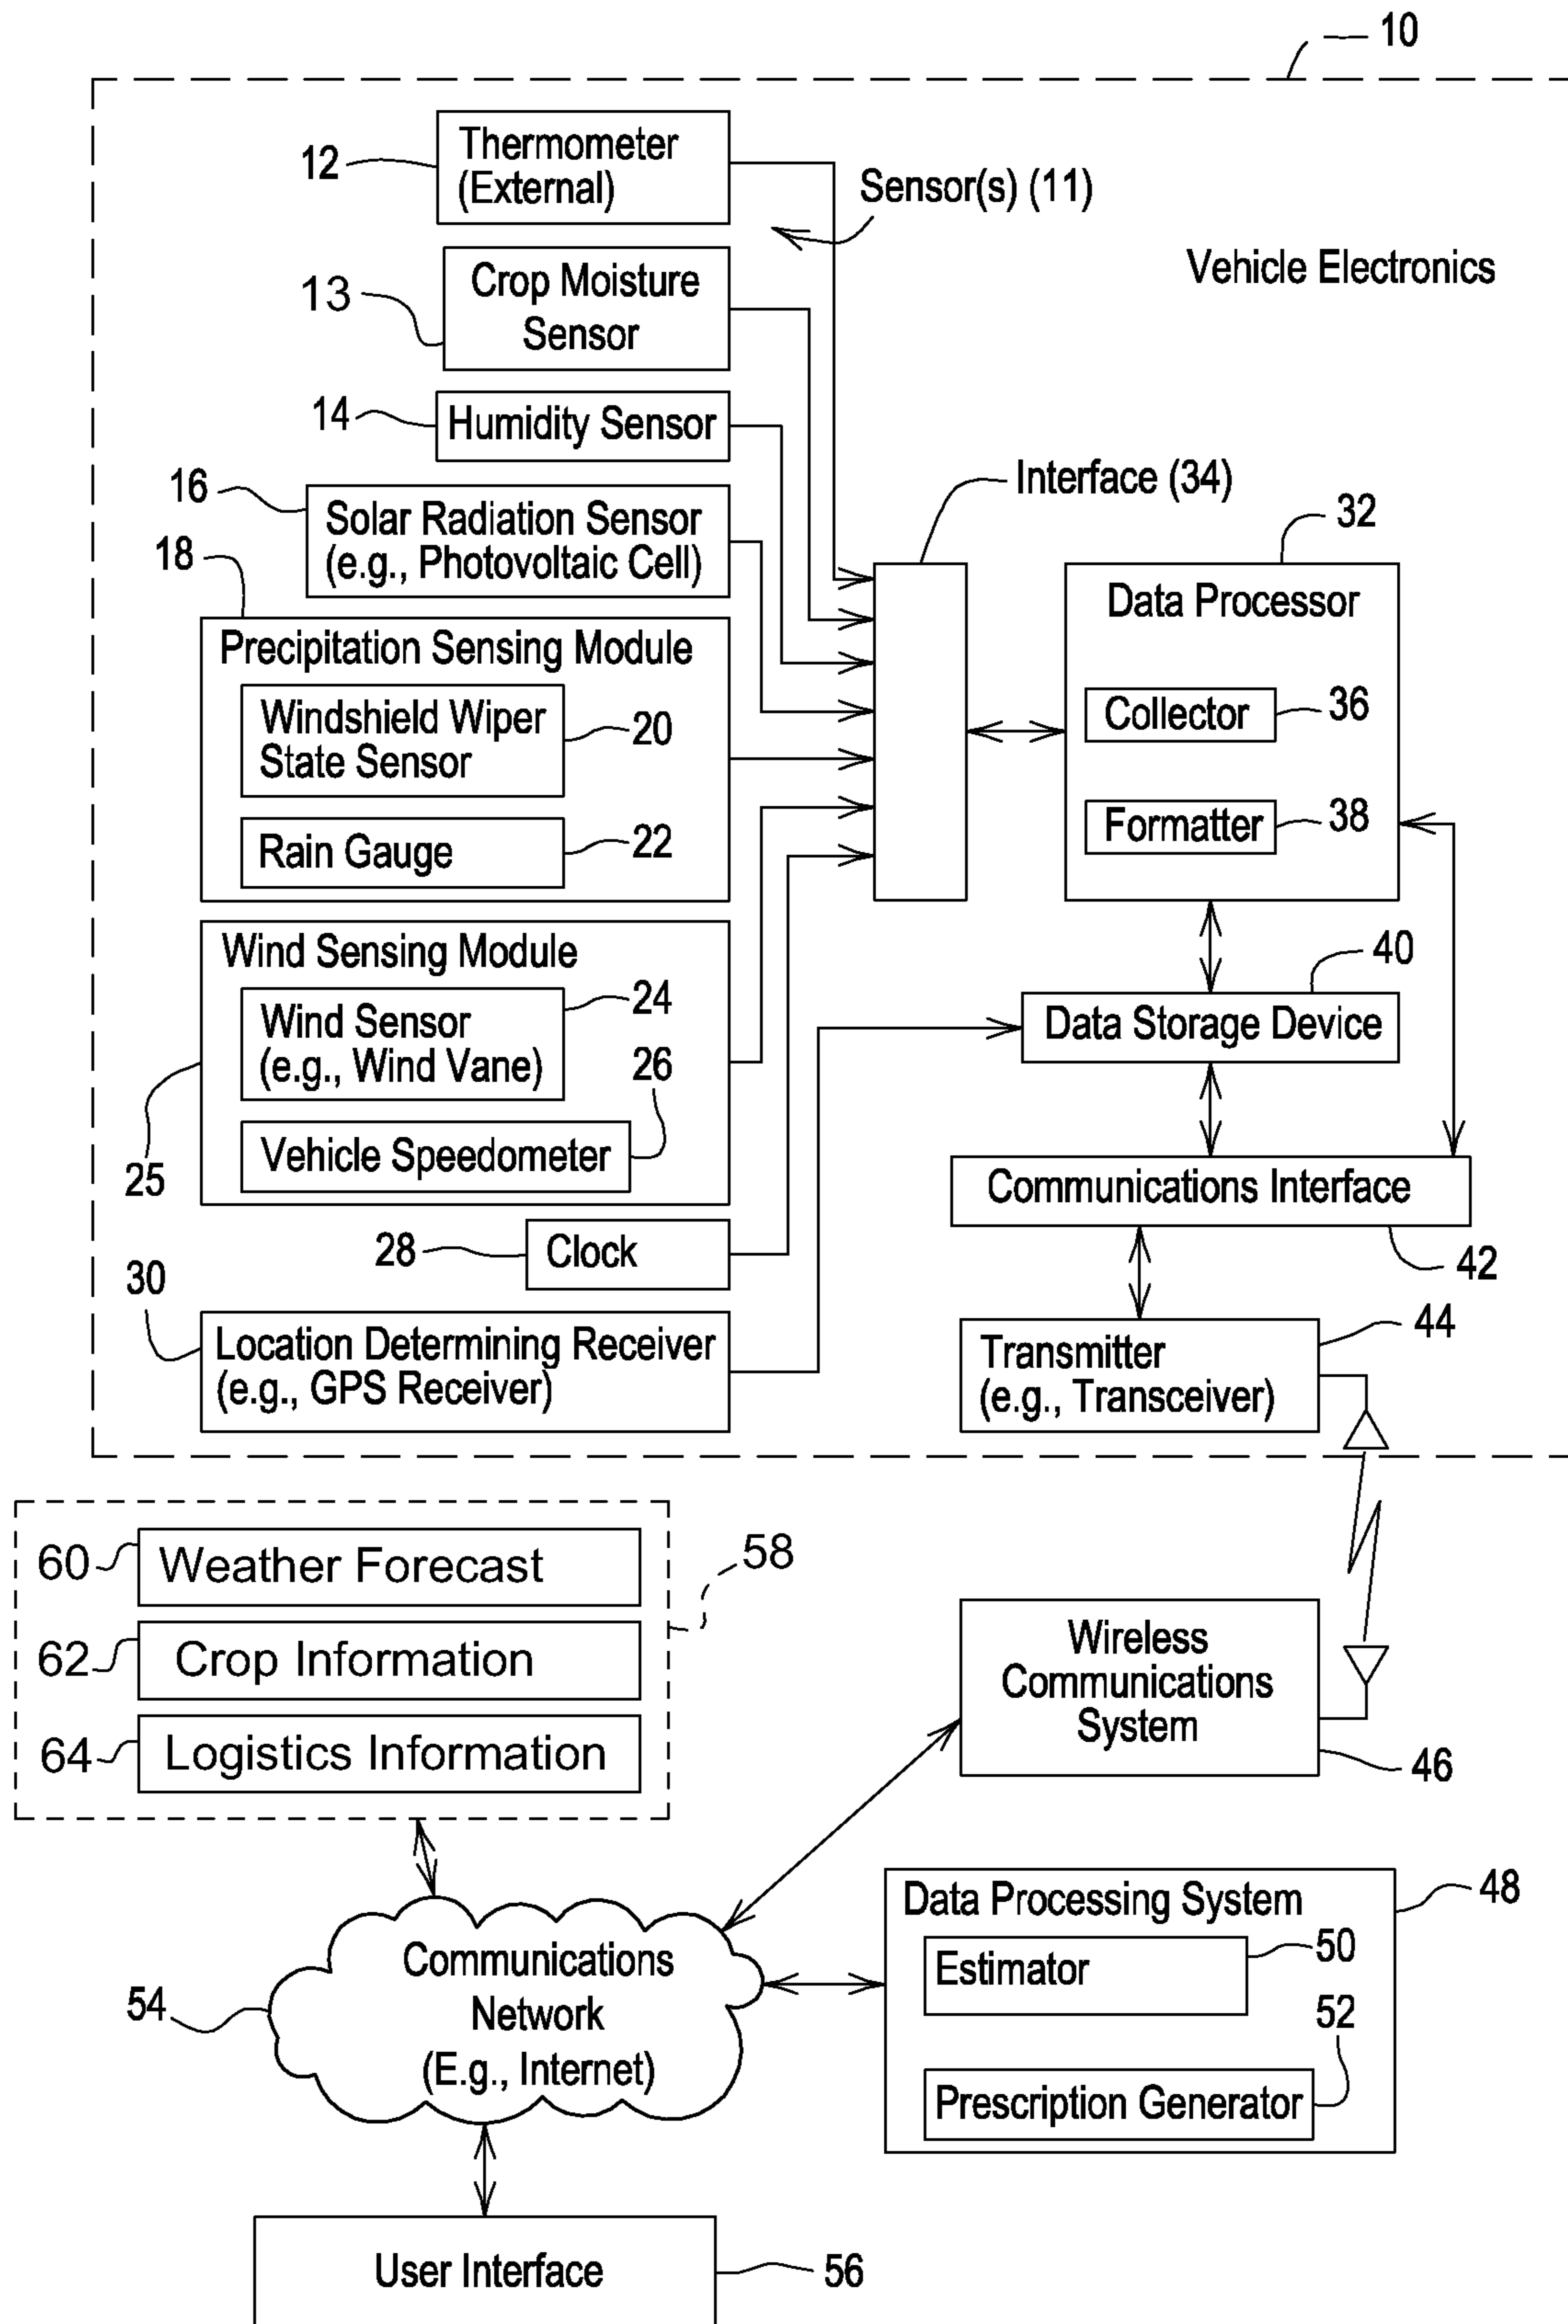 10
12
Thermometer
(External)
Sensor(s) (11)
Vehicle Electronics
13
Crop Moisture
Sensor
14
Humidity Sensor
16
Solar Radiation Sensor
(e.g., Photovoltaic Cell)
Interface (34)
32
18
Precipitation Sensing Module
Windshield Wiper
State Sensor
20
Rain Gauge
22
Data Processor
Collector
36
Formatter
38
Wind Sensing Module
Wind Sensor
(e.g., Wind Vane)
24
26
Vehicle Speedometer
25
40
Data Storage Device
Communications Interface
42
28
Clock
30
Location Determining Receiver
(e.g., GPS Receiver)
44
Transmitter
(e.g., Transceiver)
60
Weather Forecast
58
62
Crop Information
64
Logistics Information
Wireless
Communications
System
46
48
Data Processing System
Estimator
50
52
Prescription Generator
54
Communications
Network
(E.g., Internet)
User Interface
56